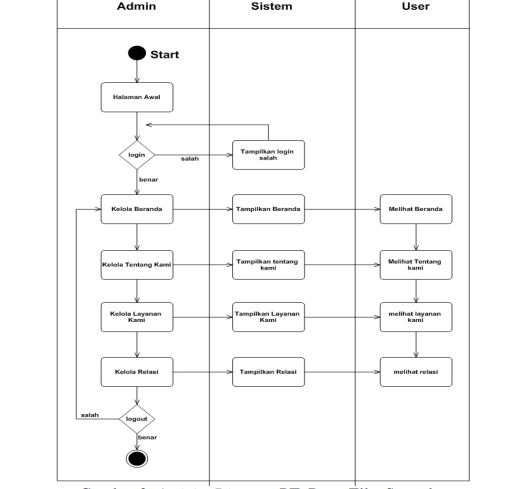 Admin
Sistem
User
Start
Halaman Awal
login
salah
Tampilkan login
salah
benar
Kelola Beranda
Tampilkan Beranda
Melihat Beranda
Kelola Tentang Kami
Tampilkan tentang
kami
Melihat Tentang
kami
Kelola Layanan
Kami
Tampilkan Layanan
Kami
melihat layanan
kami
Kelola Relasi
Tampilkan Relasi
melihat relasi
salah
logout
benar